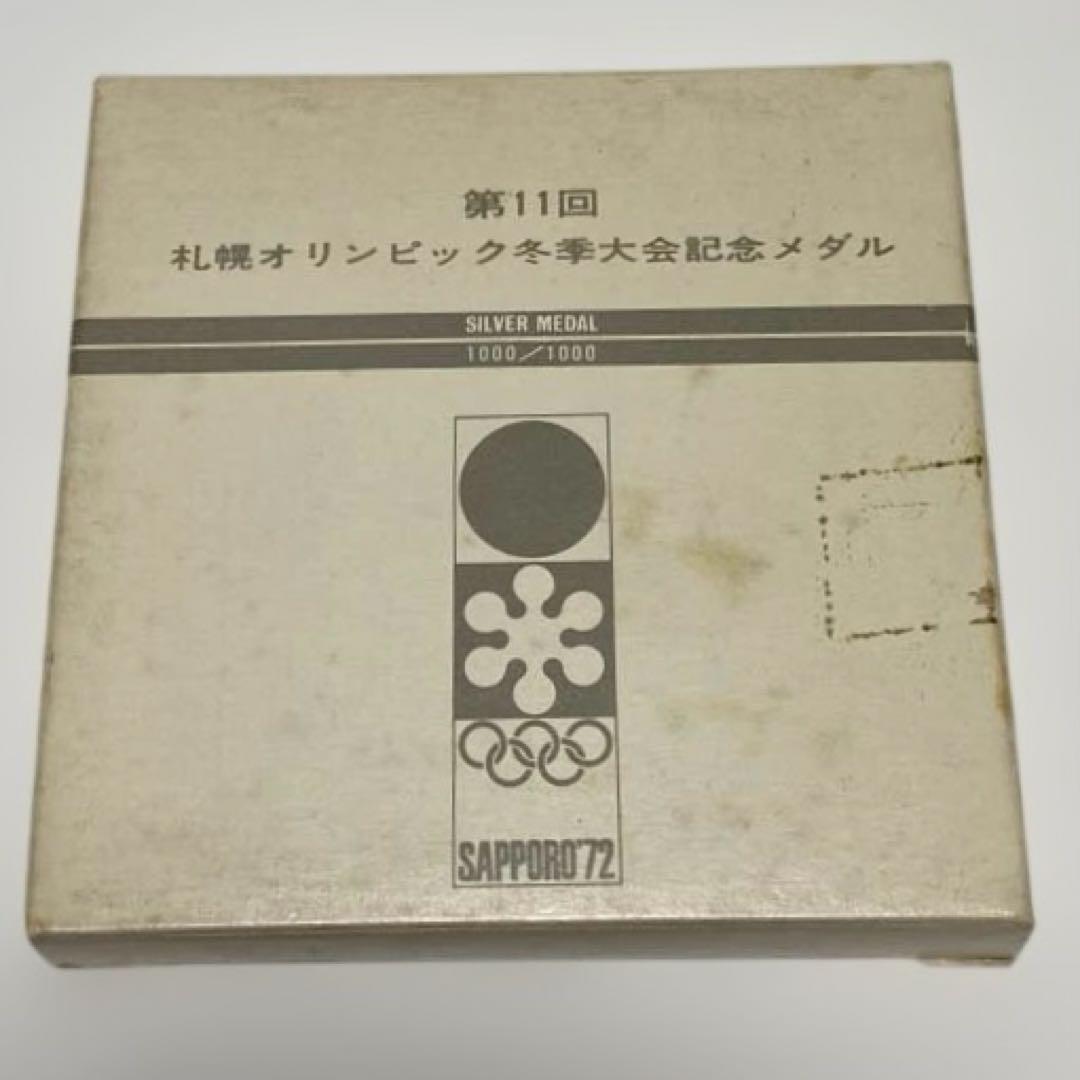 第11回
札幌オリンピック冬季大会記念メダル
SILVER MEDAL
1000／1000
SAPPORO'72